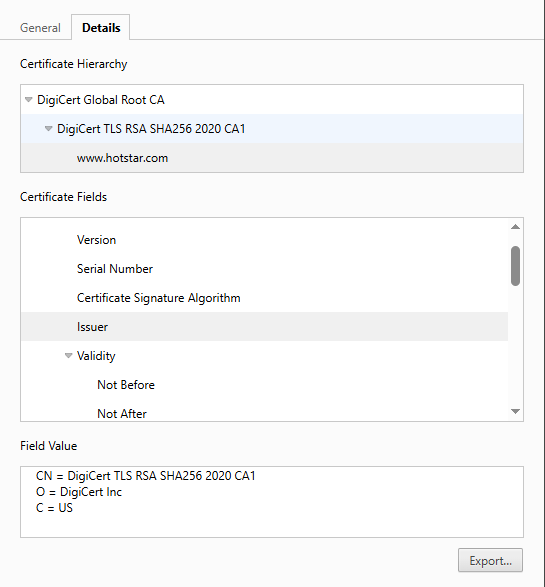 General Details
Certificate Hierarchy
DigiCert Global Root CA
DigiCert TLS RSA SHA256 2020 CA1
www.hotstar.com
Certificate Fields
Version
Serial Number
Certificate Signature Algorithm
Issuer
Validity
Not Before
Not After
Field Value
CN = DigiCert TLS RSA SHA256 2020 CA1
O = DigiCert Inc
C = US
Export...